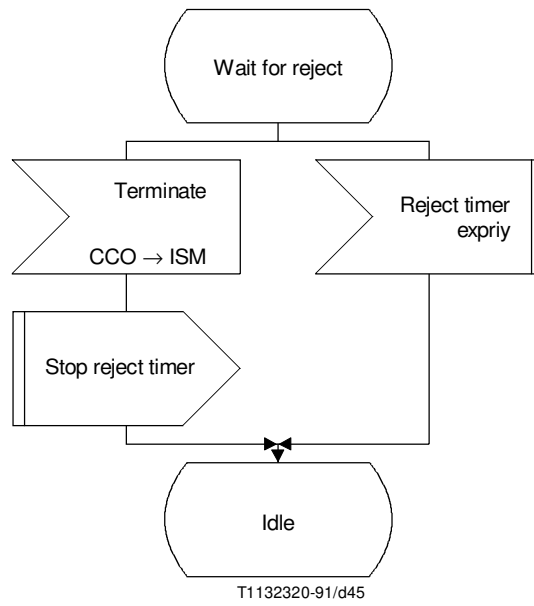 Wait for reject
Terminate
CCO → ISM
Reject timer
expriy
Stop reject timer
Idle
T1132320-91/d45